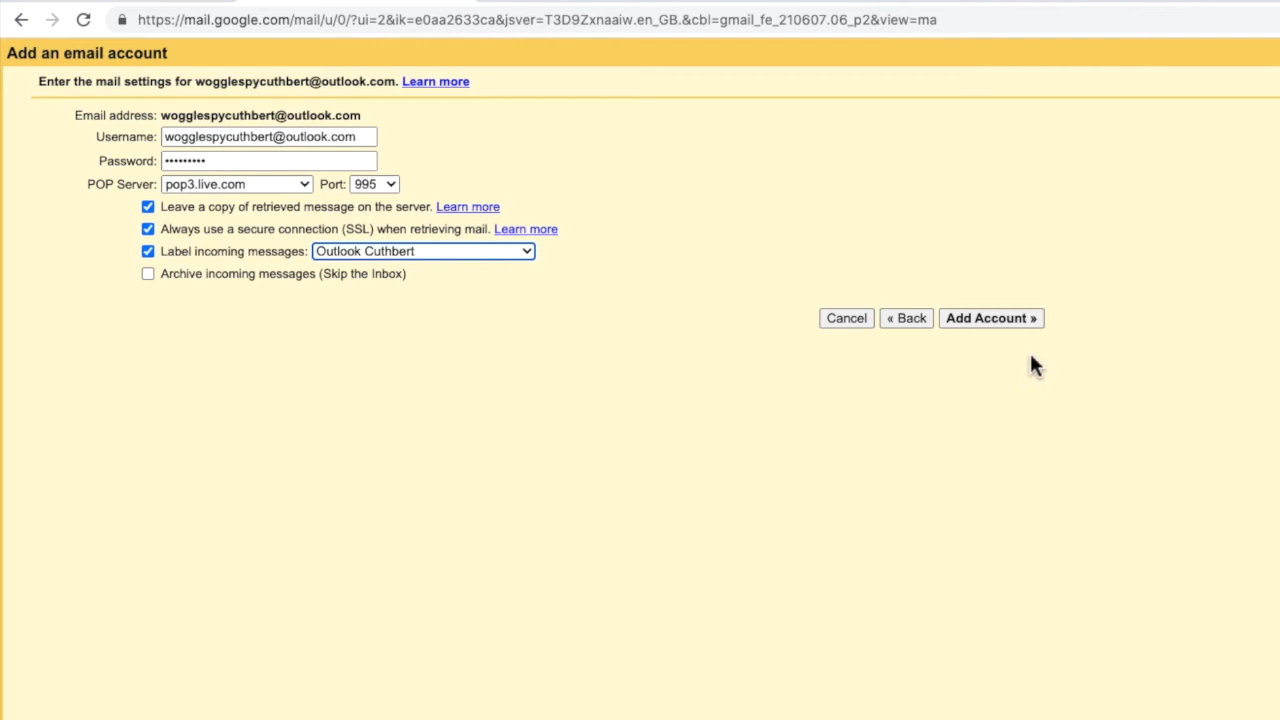 https://mail.google.com/mail/u/0/?ui=2&ik=e0aa2633ca&jsver=T3D9Zxnaaiw.en_GB.&cbl=gmail_fe_210607.06_p2&view=ma
Add an email account
Enter the mail settings for wogglespycuthbert@outlook.com. Learn more
Email address: wogglespycuthbert@outlook.com
Username: wogglespycuthbert@outlook.com
Password: •••••••••
POP Server: pop3.live.com Port: 995
Leave a copy of retrieved message on the server. Learn more
Always use a secure connection (SSL) when retrieving mail. Learn more
Label incoming messages: Outlook Cuthbert
Archive incoming messages (Skip the Inbox)
Cancel « Back Add Account »